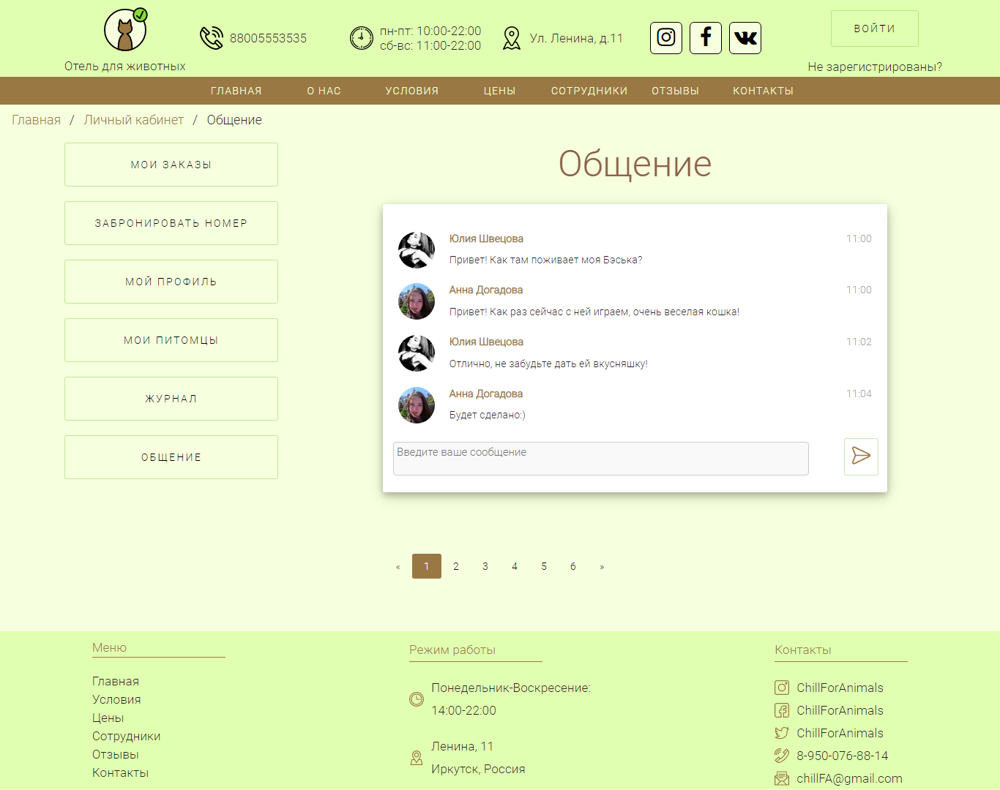 88005553535
пн-пт: 10:00-22:00
сб-вс: 11:00-22:00
Ул. Ленина, д.11
ВОЙТИ
Отель для животных
Не зарегистрированы?
ГЛАВНАЯ О НАС УСЛОВИЯ ЦЕНЫ СОТРУДНИКИ ОТЗЫВЫ КОНТАКТЫ
Главная / Личный кабинет / Общение
МОИ ЗАКАЗЫ
ЗАБРОНИРОВАТЬ НОМЕР
МОЙ ПРОФИЛЬ
МОИ ПИТОМЦЫ
ЖУРНАЛ
ОБЩЕНИЕ
Общение
Юлия Швецова 11:00
Привет! Как там поживает моя Бэська?
Анна Догадова 11:00
Привет! Как раз сейчас с ней играем, очень веселая кошка!
Юлия Швецова 11:02
Отлично, не забудьте дать ей вкусняшку!
Анна Догадова 11:04
Будет сделано:)
Введите ваше сообщение
« 1 2 3 4 5 6 »
Меню
Главная
Условия
Цены
Сотрудники
Отзывы
Контакты
Режим работы
Понедельник-Воскресение:
14:00-22:00
Ленина, 11
Иркутск, Россия
Контакты
ChillForAnimals
ChillForAnimals
ChillForAnimals
8-950-076-88-14
chillFA@gmail.com